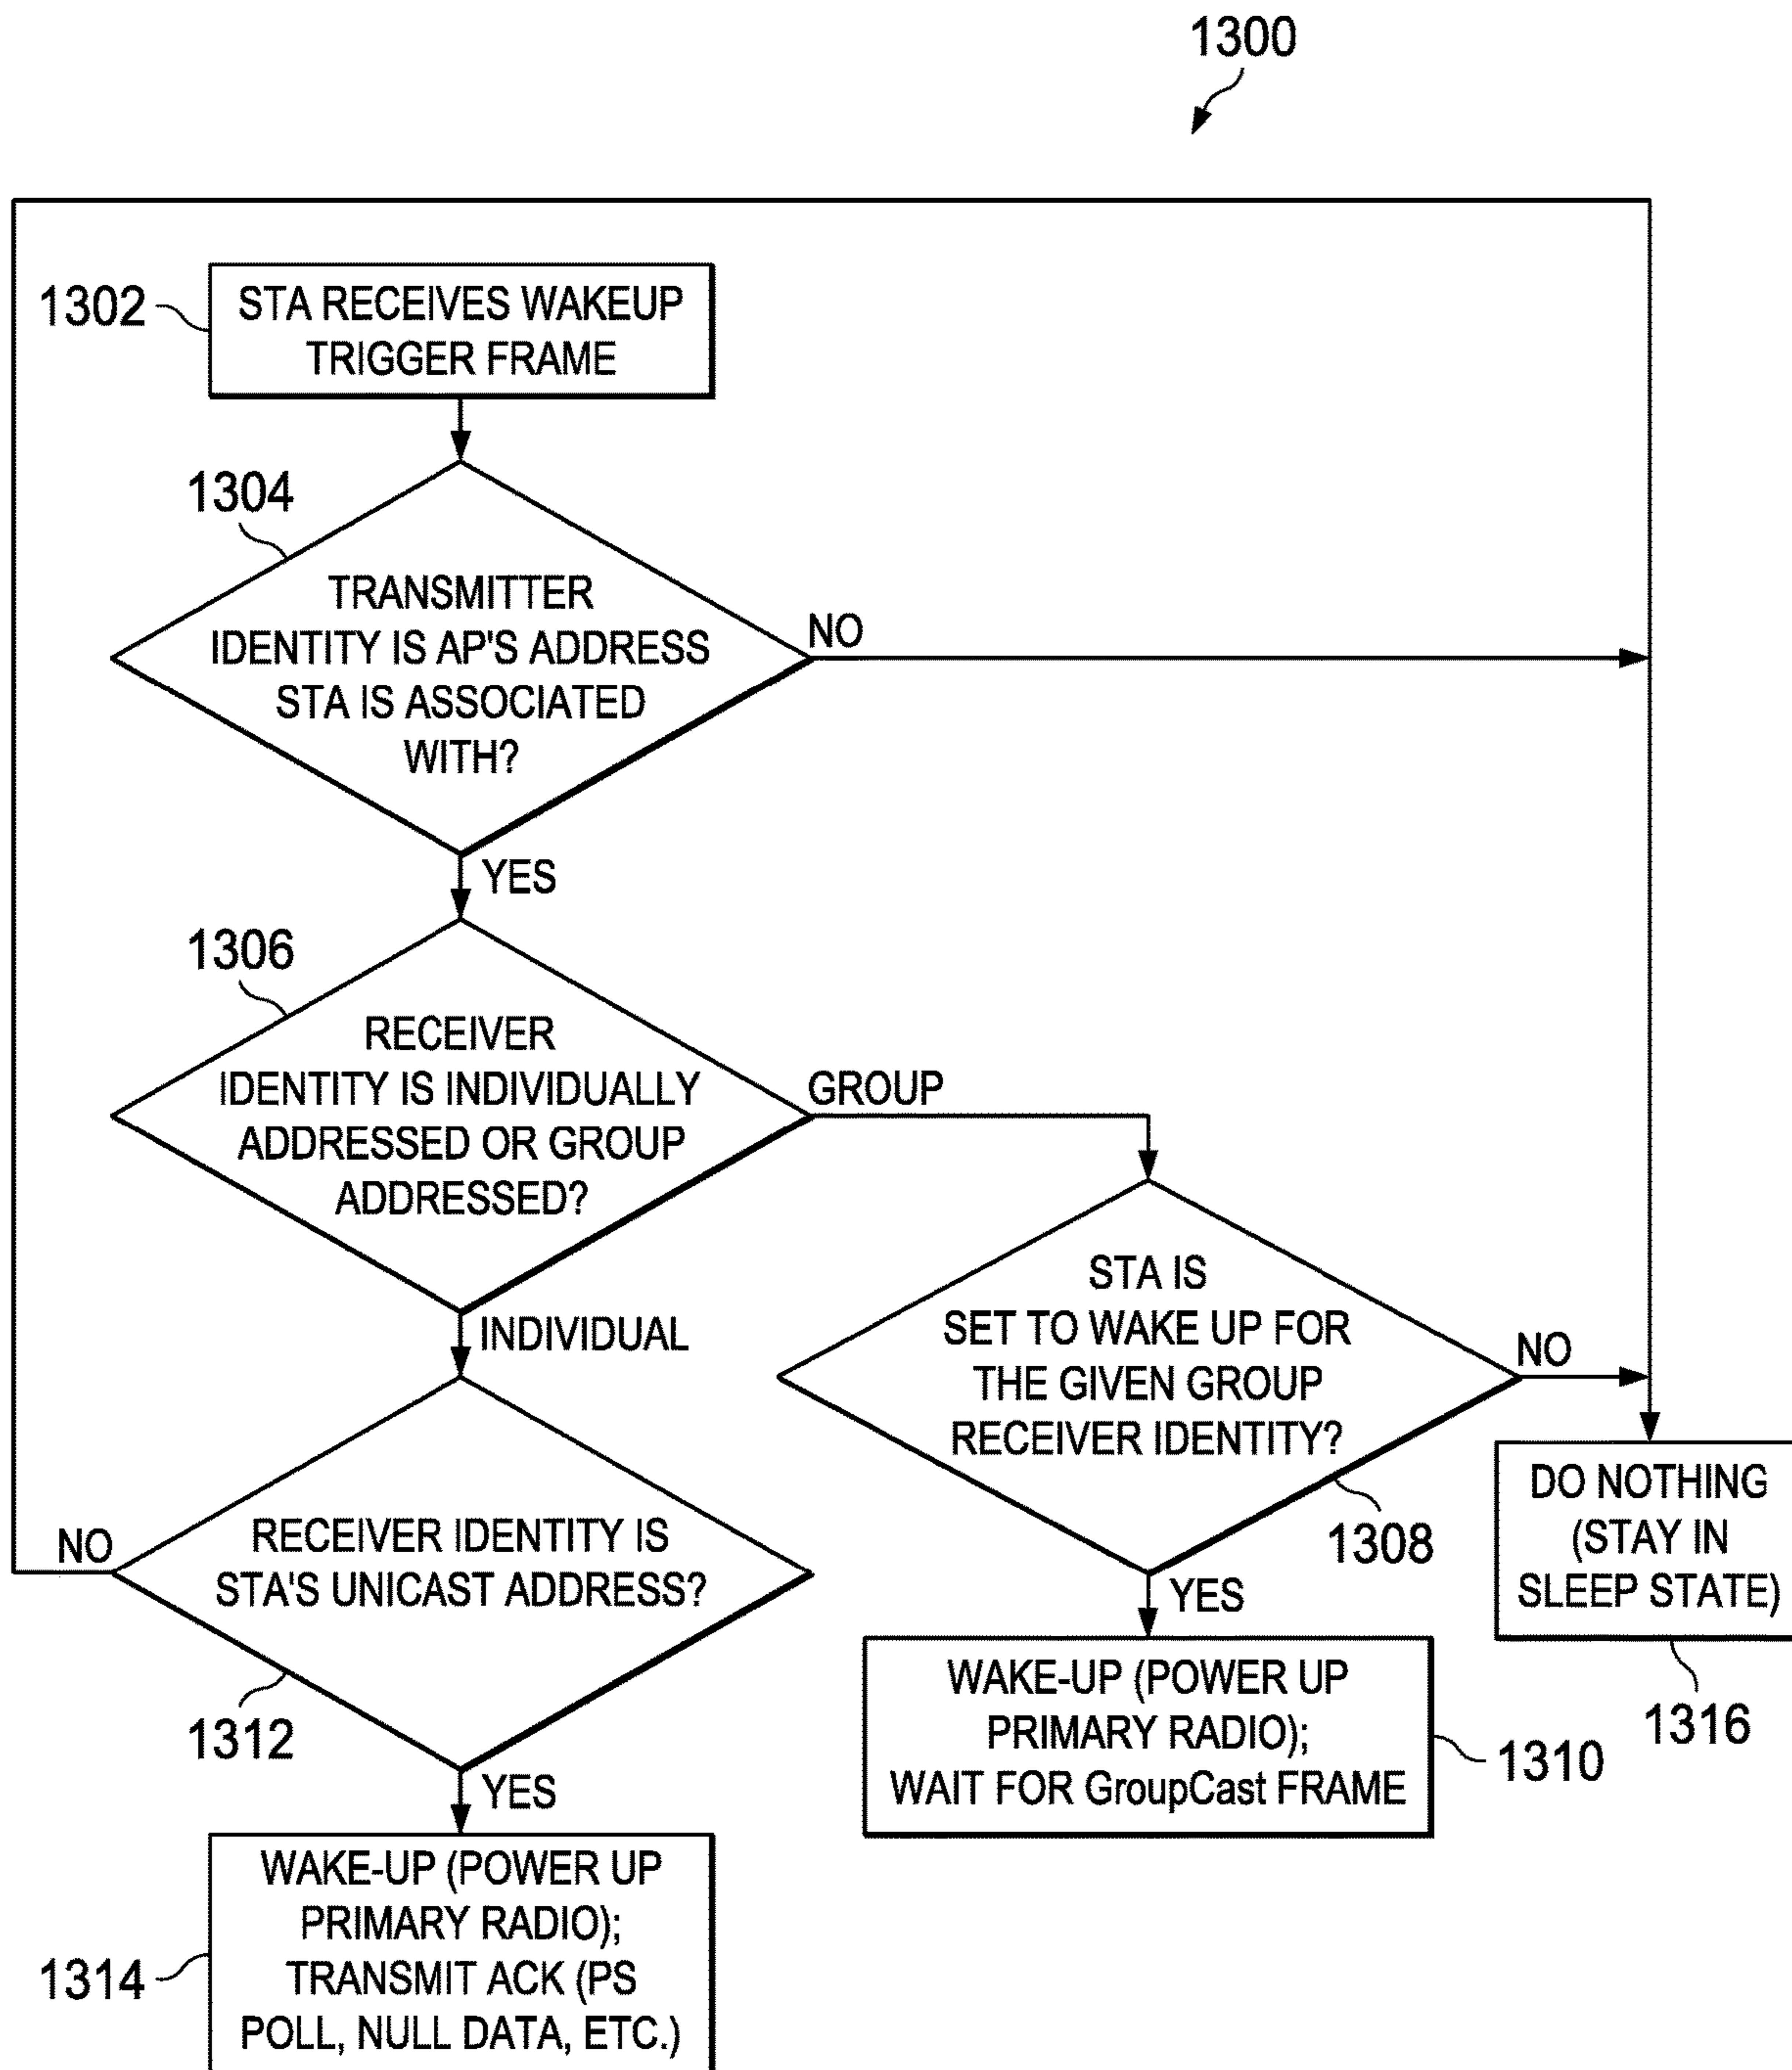 1300
1302
STA RECEIVES WAKEUP
TRIGGER FRAME
1304
TRANSMITTER
IDENTITY IS AP'S ADDRESS
STA IS ASSOCIATED
WITH?
NO
YES
1306
RECEIVER
IDENTITY IS INDIVIDUALLY
ADDRESSED OR GROUP
ADDRESSED?
GROUP
INDIVIDUAL
STA IS
SET TO WAKE UP FOR
THE GIVEN GROUP
RECEIVER IDENTITY?
NO
1308
YES
DO NOTHING
(STAY IN
SLEEP STATE)
1316
WAKE-UP (POWER UP
PRIMARY RADIO);
WAIT FOR GroupCast FRAME
1310
NO
RECEIVER IDENTITY IS
STA'S UNICAST ADDRESS?
1312
YES
WAKE-UP (POWER UP
PRIMARY RADIO);
TRANSMIT ACK (PS
POLL, NULL DATA, ETC.)
1314